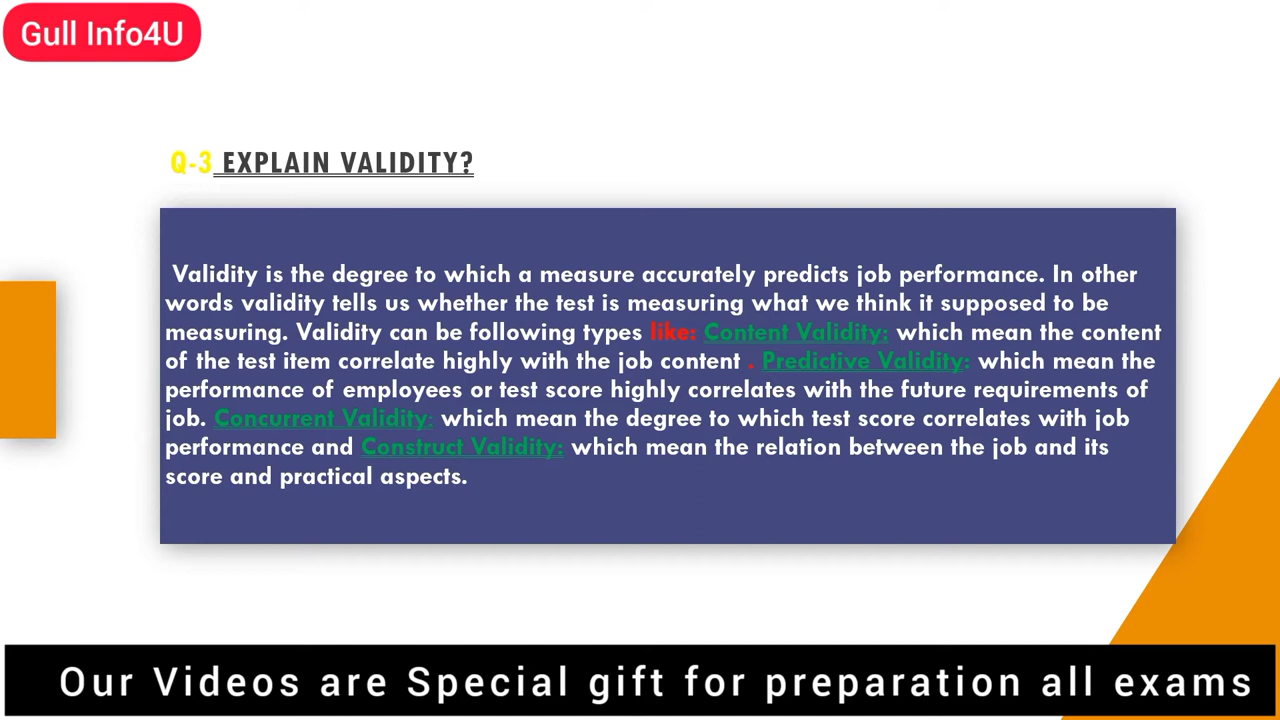 Gull Info4U
Q-3 EXPLAIN VALIDITY?
Validity is the degree to which a measure accurately predicts job performance. In other
words validity tells us whether the test is measuring what we think it supposed to be
measuring. Validity can be following types like: Content Validity: which mean the content
of the test item correlate highly with the job content . Predictive Validity: which mean the
performance of employees or test score highly correlates with the future requirements of
job. Concurrent Validity: which mean the degree to which test score correlates with job
performance and Construct Validity: which mean the relation between the job and its
score and practical aspects.
Our Videos are Special gift for preparation all exams